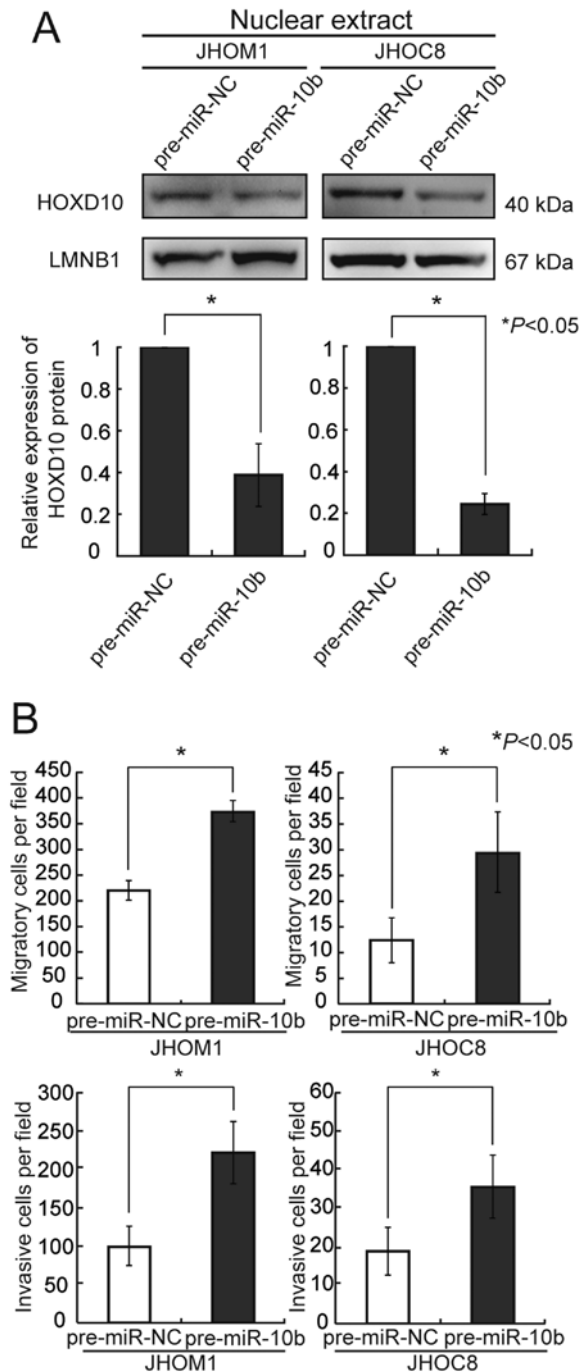 A
Nuclear extract
JHOM1 JHOC8
pre-miR-NC pre-miR-10b pre-miR-NC pre-miR-10b
HOXD10 40 kDa
LMNB1 67 kDa
* * *P<0.05
Relative expression of
HOXD10 protein
1 1
0.8 0.8
0.6 0.6
0.4 0.4
0.2 0.2
0 0
pre-miR-NC pre-miR-10b pre-miR-NC pre-miR-10b
B
* * *P<0.05
Migratory cells per field
450
400
350
300
250
200
150
100
50
0
pre-miR-NC pre-miR-10b
JHOM1
Migratory cells per field
45
40
35
30
25
20
15
10
5
0
pre-miR-NC pre-miR-10b
JHOC8
*
Invasive cells per field
300
250
200
150
100
50
0
pre-miR-NC pre-miR-10b
JHOM1
*
Invasive cells per field
60
50
40
30
20
10
0
pre-miR-NC pre-miR-10b
JHOC8